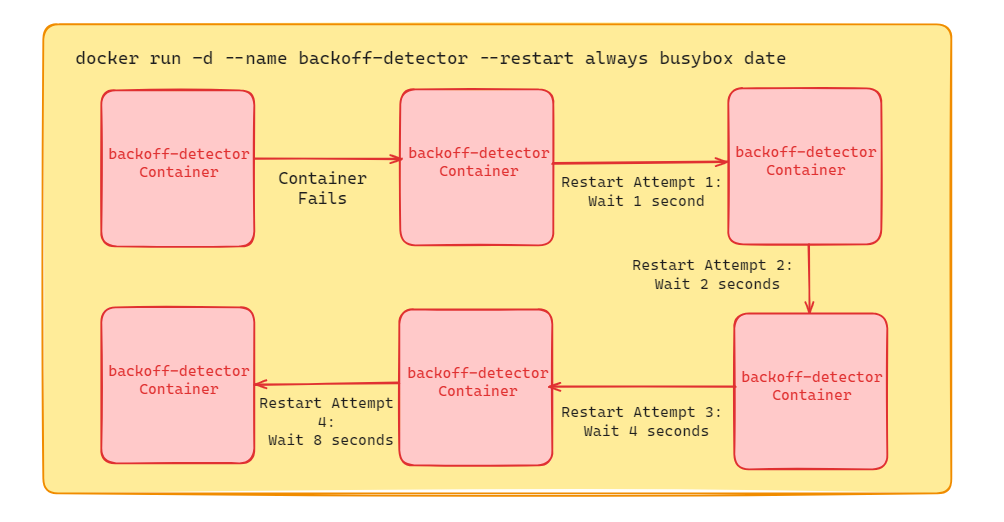 docker run -d --name backoff-detector --restart always busybox date
backoff-detector
Container
Container
Fails
backoff-detector
Container
Restart Attempt 1:
Wait 1 second
backoff-detector
Container
Restart Attempt 2:
Wait 2 seconds
backoff-detector
Container
Restart Attempt 3:
Wait 4 seconds
backoff-detector
Container
Restart Attempt
4:
Wait 8 seconds
backoff-detector
Container